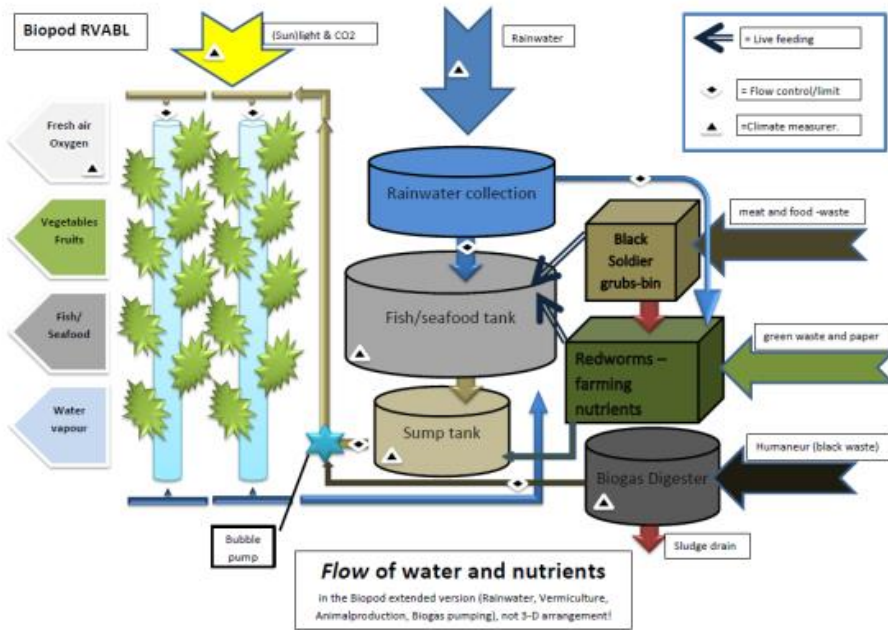 Biopod RVABL
(Sun)light & CO2
Rainwater
= Live feeding
= Flow control/limit
=Climate measurer.
Fresh air
Oxygen
Vegetables
Fruits
Fish/
Seafood
Water
vapour
Rainwater collection
Fish/seafood tank
Sump tank
Black
Soldier
grubs-bin
Redworms –
farming
nutrients
Biogas Digester
meat and food -waste
green waste and paper
Humaneur (black waste)
Sludge drain
Bubble
pump
Flow of water and nutrients
in the Biopod extended version (Rainwater, Vermiculture,
Animalproduction, Biogas pumping), not 3-D arrangement!